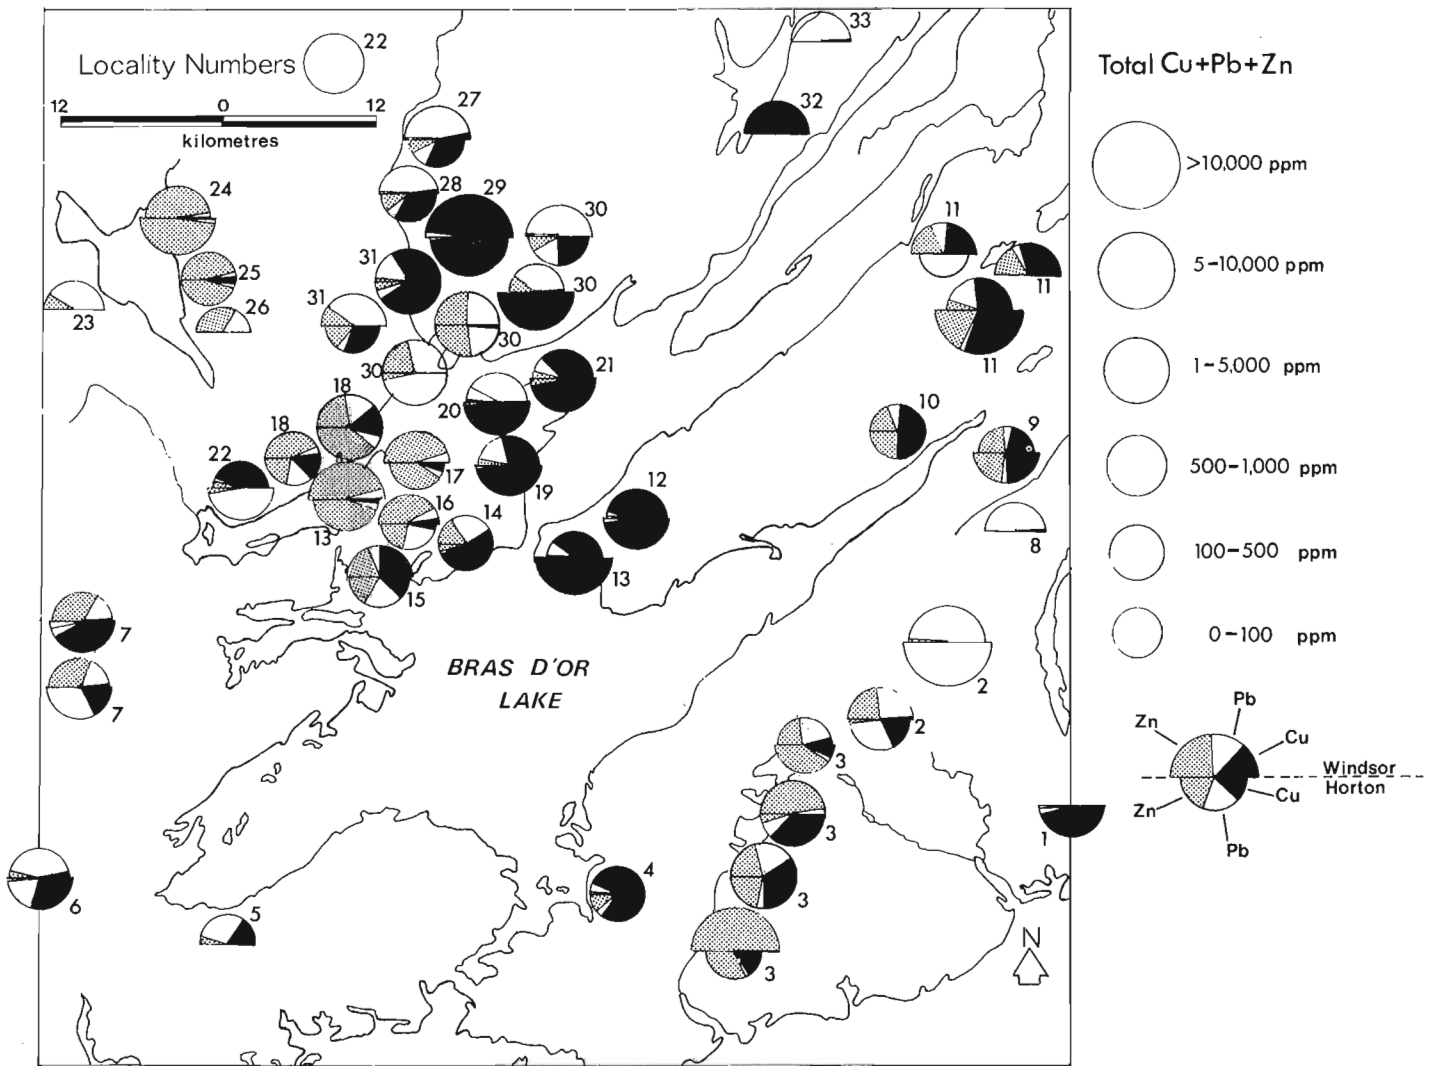 Locality Numbers 22
12 0 12
kilometres
33
32
27
28
29
30
24
25
26
23
31
31
30
30
30
11
11
11
21
20
18
18
22
17
19
16
14
13
15
12
13
10
9
8
7
7
BRAS D'OR
LAKE
2
2
3
3
3
3
1
4
5
6
N
Total Cu+Pb+Zn
>10,000 ppm
5-10,000 ppm
1-5,000 ppm
500-1,000 ppm
100-500 ppm
0-100 ppm
Pb
Zn
Cu
Windsor
Horton
Zn
Cu
Pb